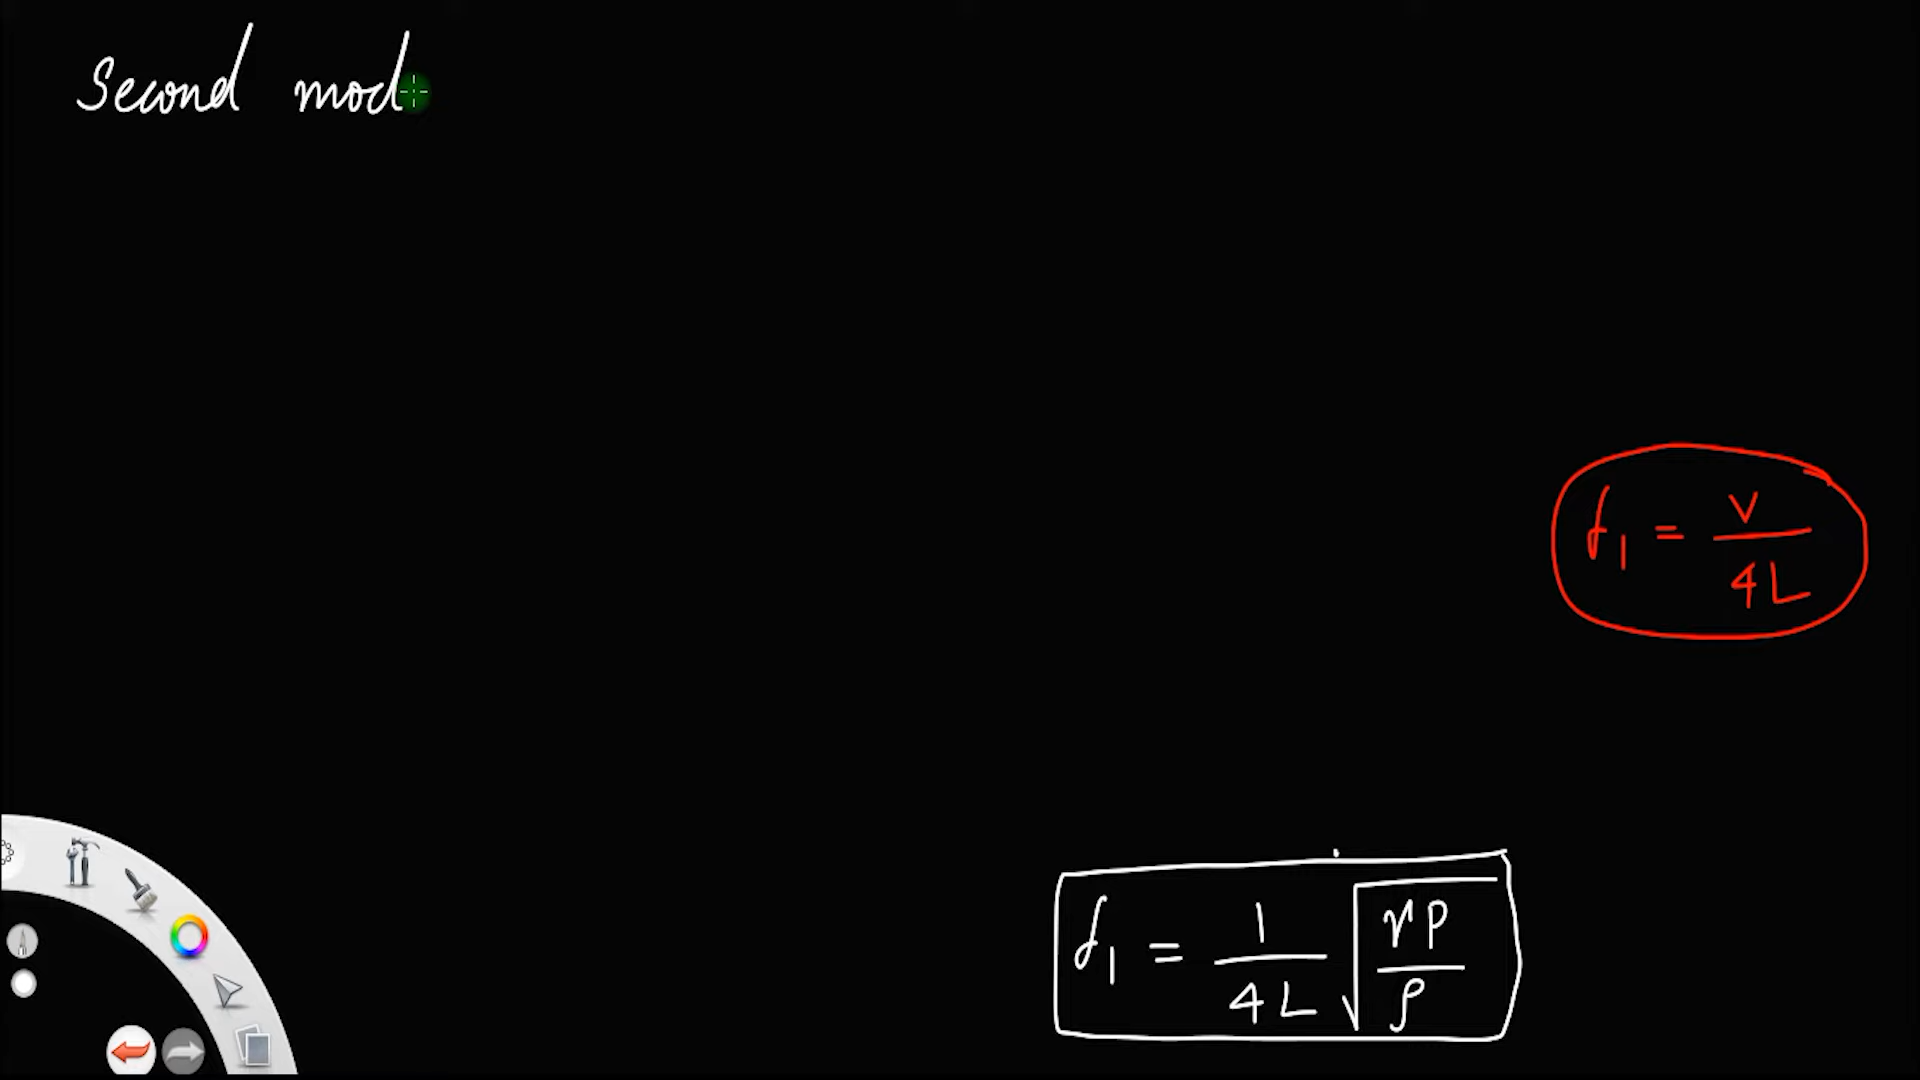 Second mod
f₁ = v / 4L
f₁ = 1 / 4L √(γP / ρ)